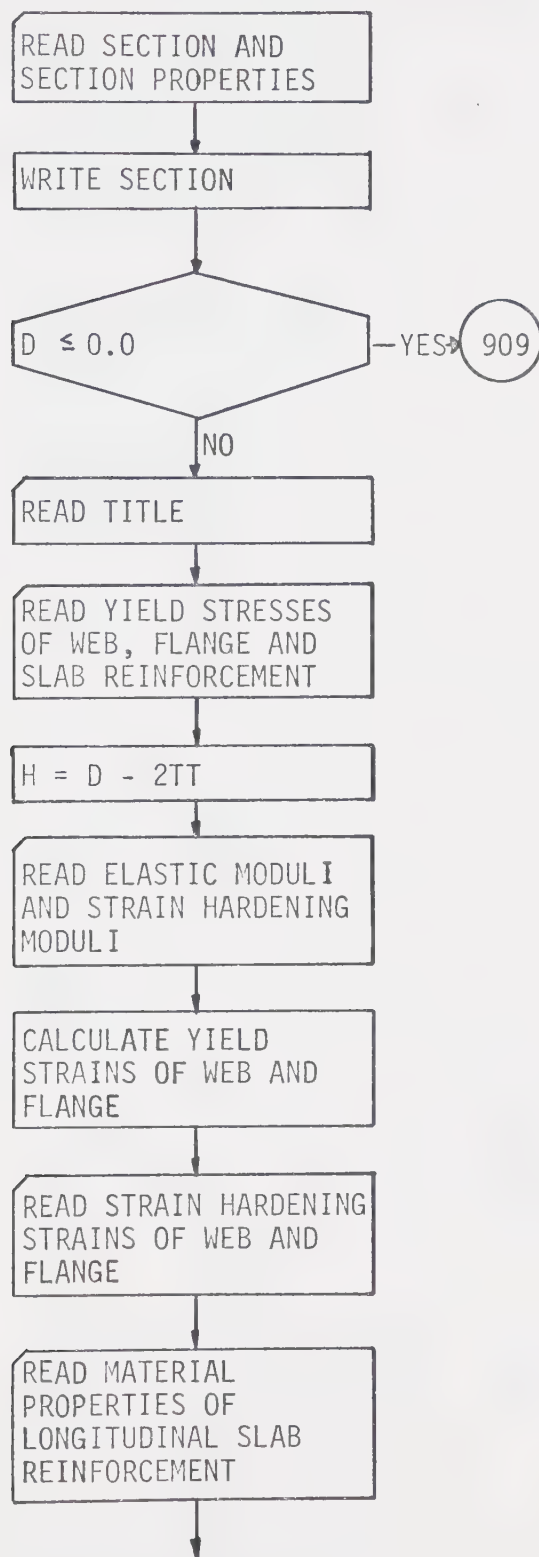 READ SECTION AND
SECTION PROPERTIES
WRITE SECTION
D ≤ 0.0
YES
909
NO
READ TITLE
READ YIELD STRESSES
OF WEB, FLANGE AND
SLAB REINFORCEMENT
H = D - 2TT
READ ELASTIC MODULI
AND STRAIN HARDENING
MODULI
CALCULATE YIELD
STRAINS OF WEB AND
FLANGE
READ STRAIN HARDENING
STRAINS OF WEB AND
FLANGE
READ MATERIAL
PROPERTIES OF
LONGITUDINAL SLAB
REINFORCEMENT